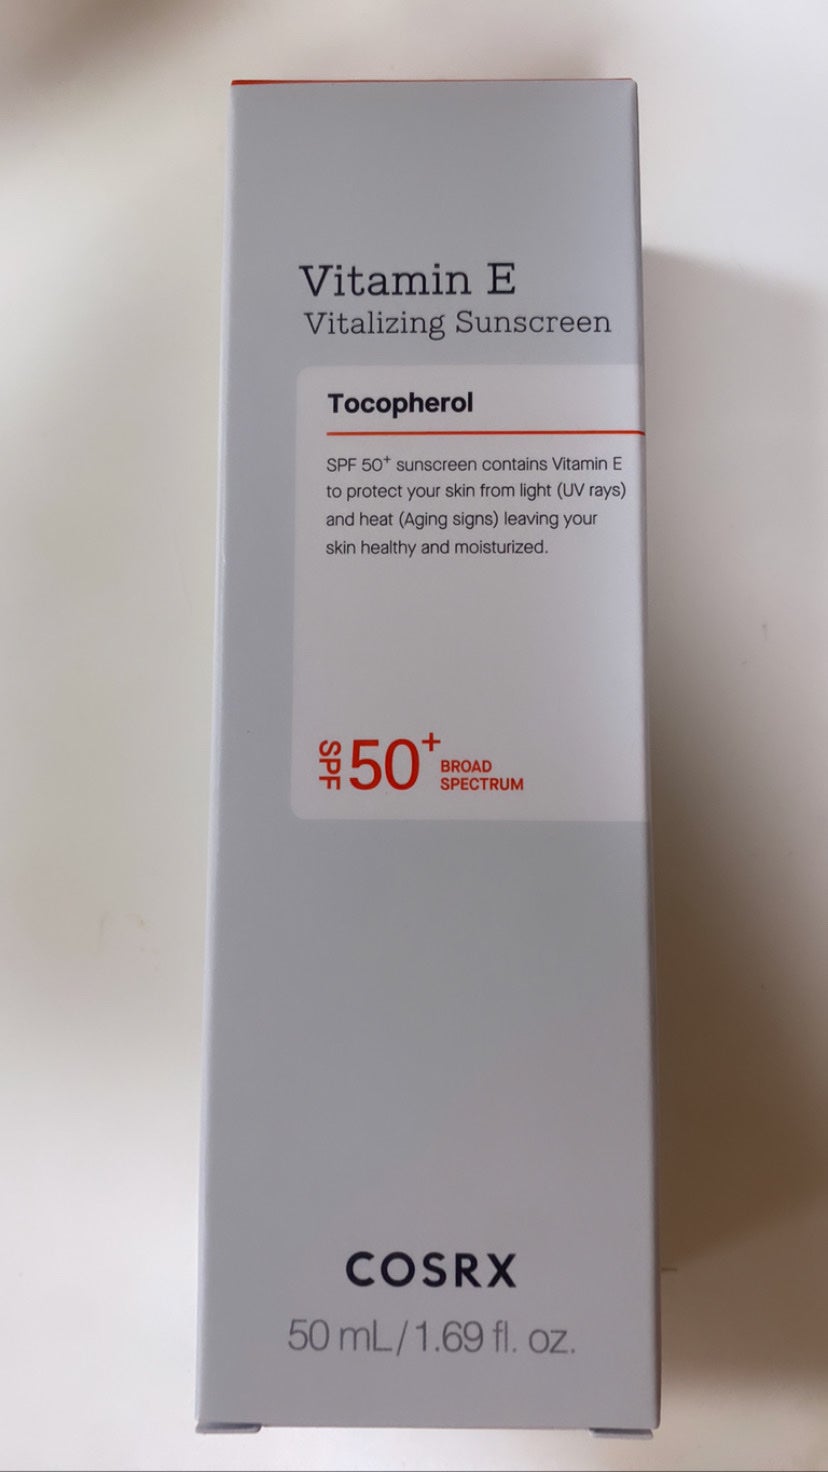 Vitamin E
Vitalizing Sunscreen
Tocopherol
SPF 50+ sunscreen contains Vitamin E
to protect your skin from light (UV rays)
and heat (Aging signs) leaving your
skin healthy and moisturized.
SPF 50+ BROAD
SPECTRUM
COSRX
50 mL/1.69 fl. oz.